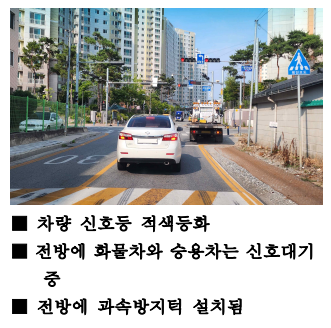 ■ 차량 신호등 적색등화
■ 전방에 화물차와 승용차는 신호대기
중
■ 전방에 과속방지턱 설치됨